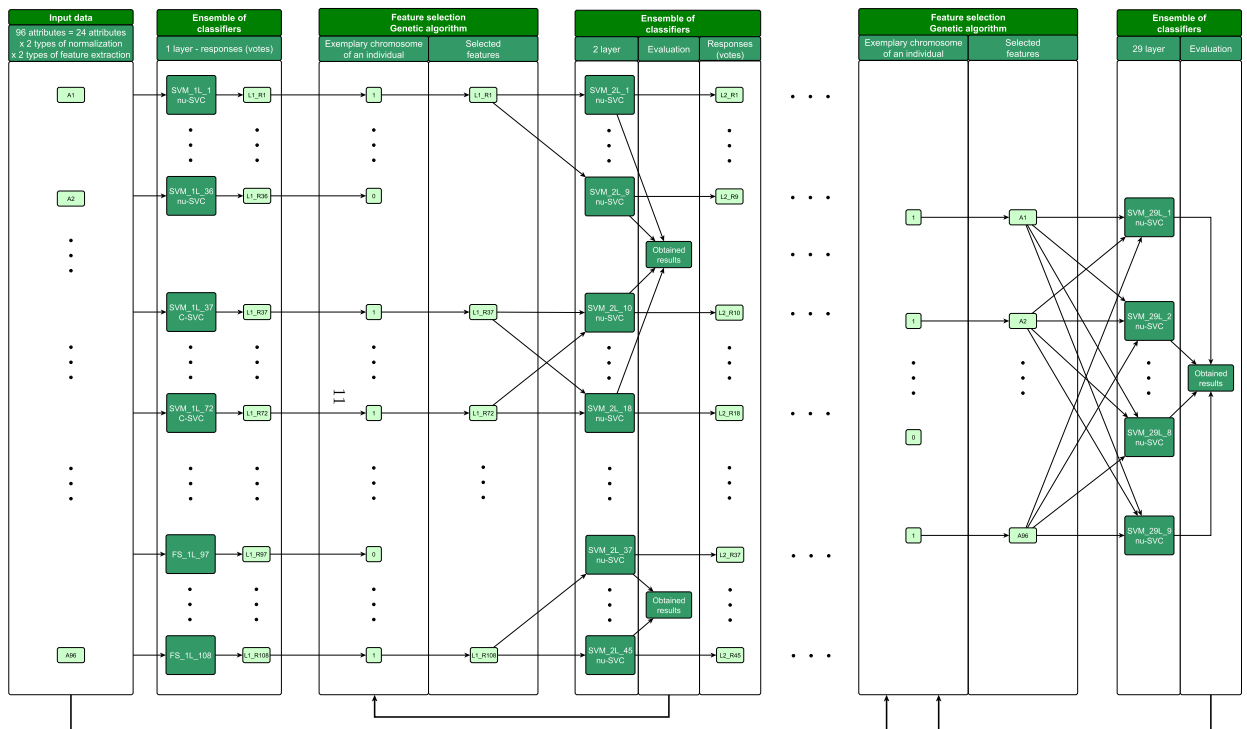 Input data
96 attributes = 24 attributes
x 2 types of normalization
x 2 types of feature extraction
A1
A2
A96
Ensemble of
classifiers
1 layer - responses (votes)
SVM_1L_1
nu-SVC
L1_R1
SVM_1L_36
nu-SVC
L1_R36
SVM_1L_37
C-SVC
L1_R37
SVM_1L_72
C-SVC
L1_R72
FS_1L_97
L1_R97
FS_1L_108
L1_R108
Feature selection
Genetic algorithm
Exemplary chromosome
of an individual
Selected
features
1
L1_R1
0
1
L1_R37
11
1
L1_R72
0
1
L1_R108
Ensemble of
classifiers
2 layer
Evaluation
Responses
(votes)
SVM_2L_1
nu-SVC
L2_R1
SVM_2L_9
nu-SVC
L2_R9
Obtained
results
SVM_2L_10
nu-SVC
L2_R10
SVM_2L_18
nu-SVC
L2_R18
SVM_2L_37
nu-SVC
L2_R37
Obtained
results
SVM_2L_45
nu-SVC
L2_R45
Feature selection
Genetic algorithm
Exemplary chromosome
of an individual
Selected
features
1
A1
1
A2
0
1
A96
Ensemble of
classifiers
29 layer
Evaluation
SVM_29L_1
nu-SVC
SVM_29L_2
nu-SVC
Obtained
results
SVM_29L_8
nu-SVC
SVM_29L_9
nu-SVC